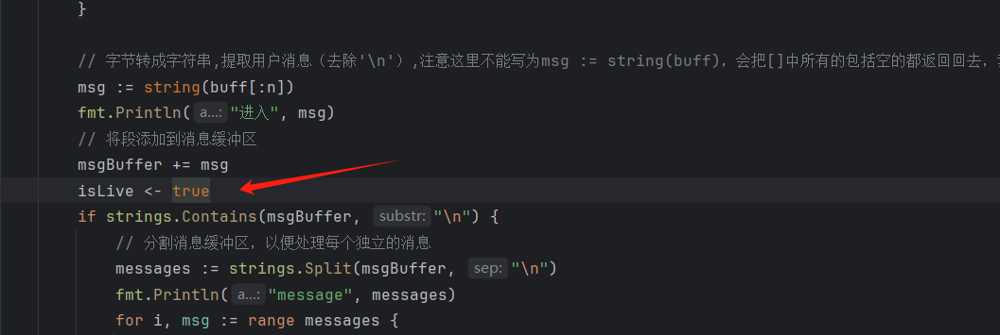 }
// 字节转成字符串,提取用户消息（去除'\n'）,注意这里不能写为msg := string(buff)，会把[]中所有的包括空的都返回回去，
msg := string(buff[:n])
fmt.Println( a…: "进入", msg)
// 将段添加到消息缓冲区
msgBuffer += msg
isLive <- true
if strings.Contains(msgBuffer, substr: "\n") {
// 分割消息缓冲区，以便处理每个独立的消息
messages := strings.Split(msgBuffer, sep: "\n")
fmt.Println( a…: "message", messages)
for i, msg := range messages {